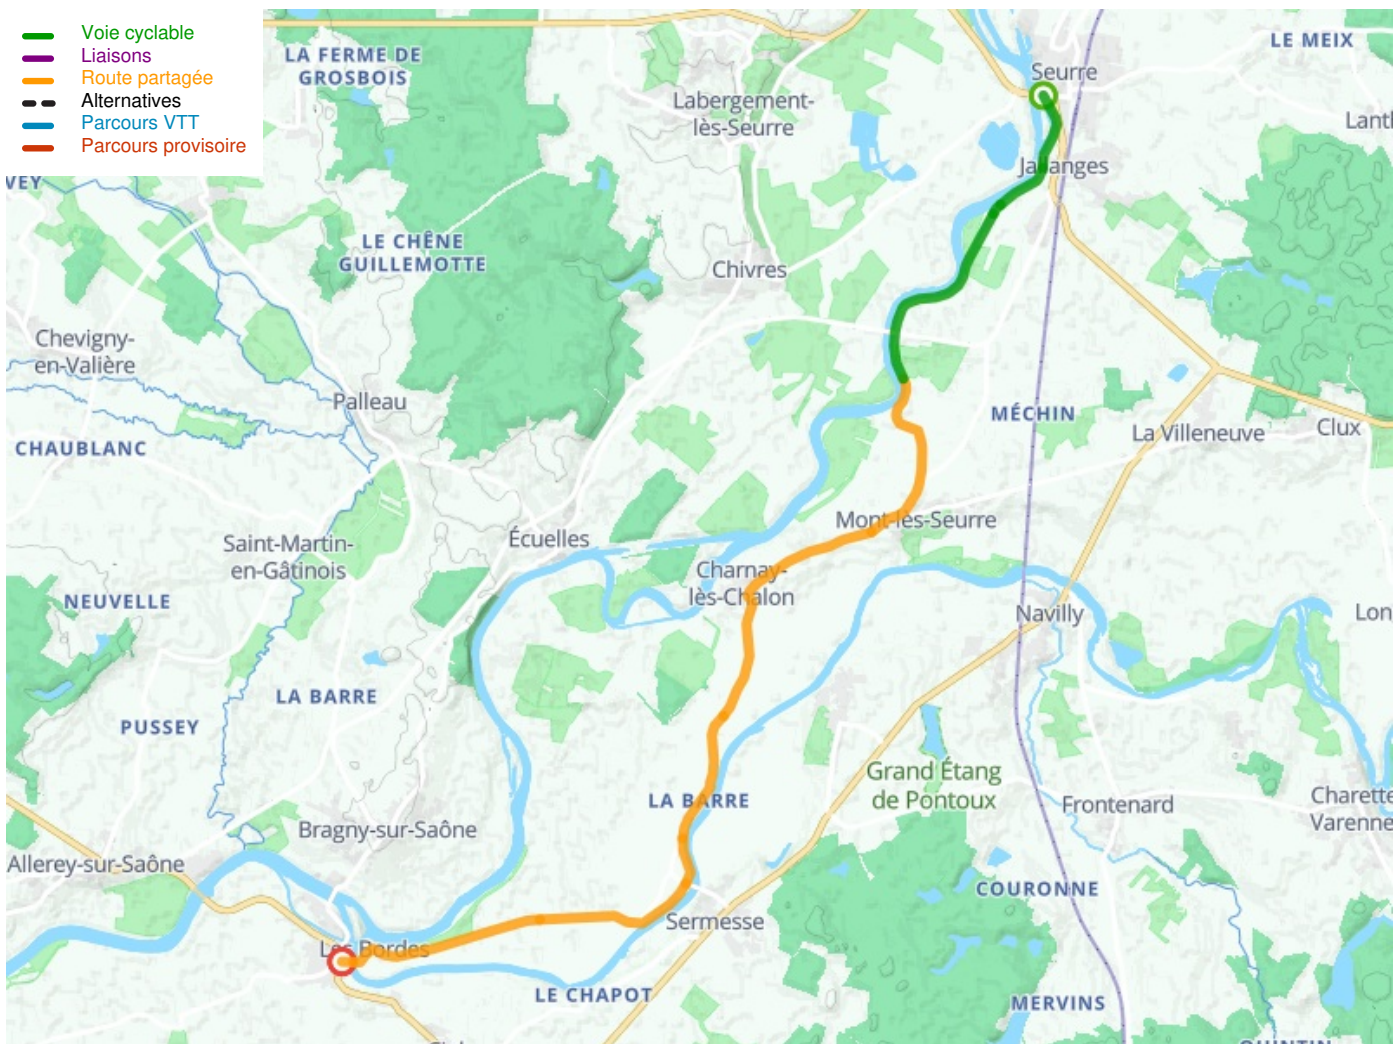 Voie cyclable
Liaisons
Route partagée
Alternatives
Parcours VTT
Parcours provisoire
LA FERME DE
GROSBOIS
LE MEIX
Seurre
Labergement-
lès-Seurre
Lantl
Jallanges
VEY
LE CHÊNE
GUILLEMOTTE
Chivres
Chevigny-
en-Valière
Palleau
MÉCHIN
La Villeneuve
Clux
CHAUBLANC
Mont-lès-Seurre
Écuelles
Saint-Martin-
en-Gâtinois
Charnay-
lès-Chalon
NEUVELLE
Navilly
Lon
LA BARRE
PUSSEY
Grand Étang
de Pontoux
LA BARRE
Frontenard
Charette
Varenne
Bragny-sur-Saône
Allerey-sur-Saône
COURONNE
Sermesse
Les Bordes
LE CHAPOT
MERVINS